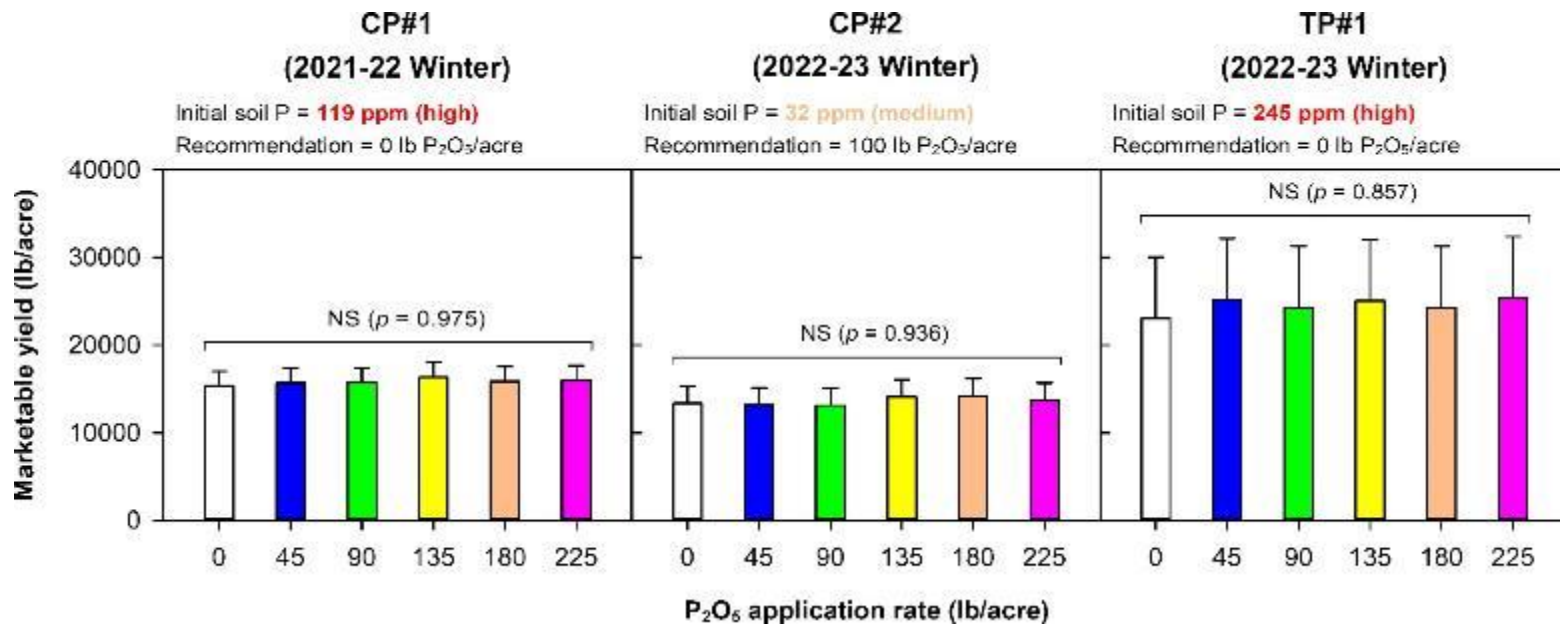 CP#1
(2021-22 Winter)
Initial soil P = 119 ppm (high)
Recommendation = 0 lb P₂O₅/acre
CP#2
(2022-23 Winter)
Initial soil P = 32 ppm (medium)
Recommendation = 100 lb P₂O₅/acre
TP#1
(2022-23 Winter)
Initial soil P = 245 ppm (high)
Recommendation = 0 lb P₂O₅/acre
Marketable yield (lb/acre)
40000
30000
20000
10000
0
NS (p = 0.975)
NS (p = 0.936)
NS (p = 0.857)
0 45 90 135 180 225
0 45 90 135 180 225
0 45 90 135 180 225
P₂O₅ application rate (lb/acre)